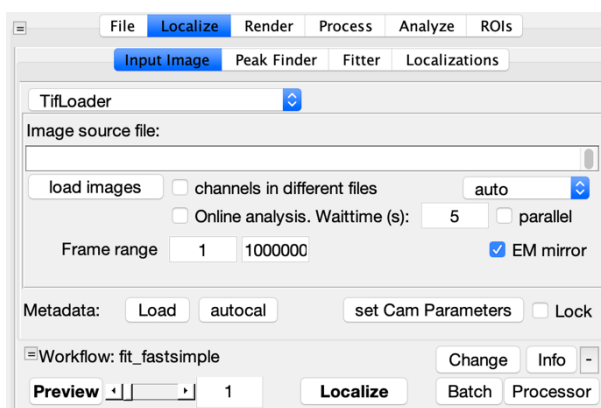 File Localize Render Process Analyze ROIs
Input Image Peak Finder Fitter Localizations
TifLoader
Image source file:
load images channels in different files auto
Online analysis. Waittime (s): 5 parallel
Frame range 1 1000000 EM mirror
Metadata: Load autocal set Cam Parameters Lock
Workflow: fit_fastsimple Change Info -
Preview 1 Localize Batch Processor